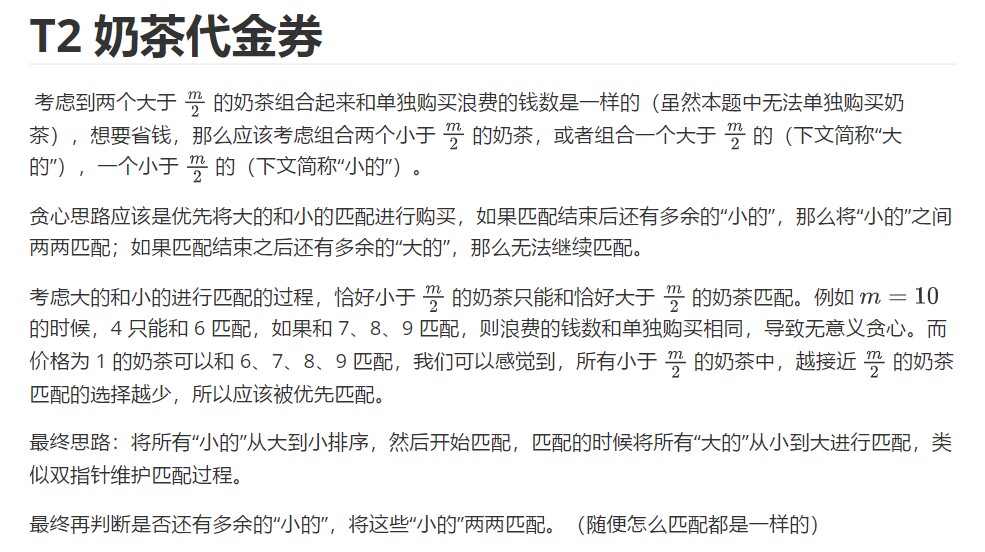 T2 奶茶代金券
考虑到两个大于 m/2 的奶茶组合起来和单独购买浪费的钱数是一样的（虽然本题中无法单独购买奶
茶），想要省钱，那么应该考虑组合两个小于 m/2 的奶茶，或者组合一个大于 m/2 的（下文简称“大
的”），一个小于 m/2 的（下文简称“小的”）。
贪心思路应该是优先将大的和小的匹配进行购买，如果匹配结束后还有多余的“小的”，那么将“小的”之间
两两匹配；如果匹配结束之后还有多余的“大的”，那么无法继续匹配。
考虑大的和小的进行匹配的过程，恰好小于 m/2 的奶茶只能和恰好大于 m/2 的奶茶匹配。例如 m = 10
的时候，4 只能和 6 匹配，如果和 7、8、9 匹配，则浪费的钱数和单独购买相同，导致无意义贪心。而
价格为 1 的奶茶可以和 6、7、8、9 匹配，我们可以感觉到，所有小于 m/2 的奶茶中，越接近 m/2 的奶茶
匹配的选择越少，所以应该被优先匹配。
最终思路：将所有“小的”从大到小排序，然后开始匹配，匹配的时候将所有“大的”从小到大进行匹配，类
似双指针维护匹配过程。
最终再判断是否还有多余的“小的”，将这些“小的”两两匹配。（随便怎么匹配都是一样的）